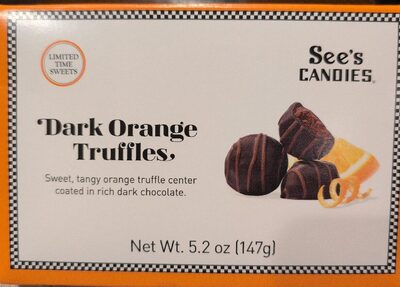 LIMITED
TIME
SWEETS
See's
CANDIES®
Dark Orange
Truffles
Sweet, tangy orange truffle center
coated in rich dark chocolate.
Net Wt. 5.2 oz (147g)